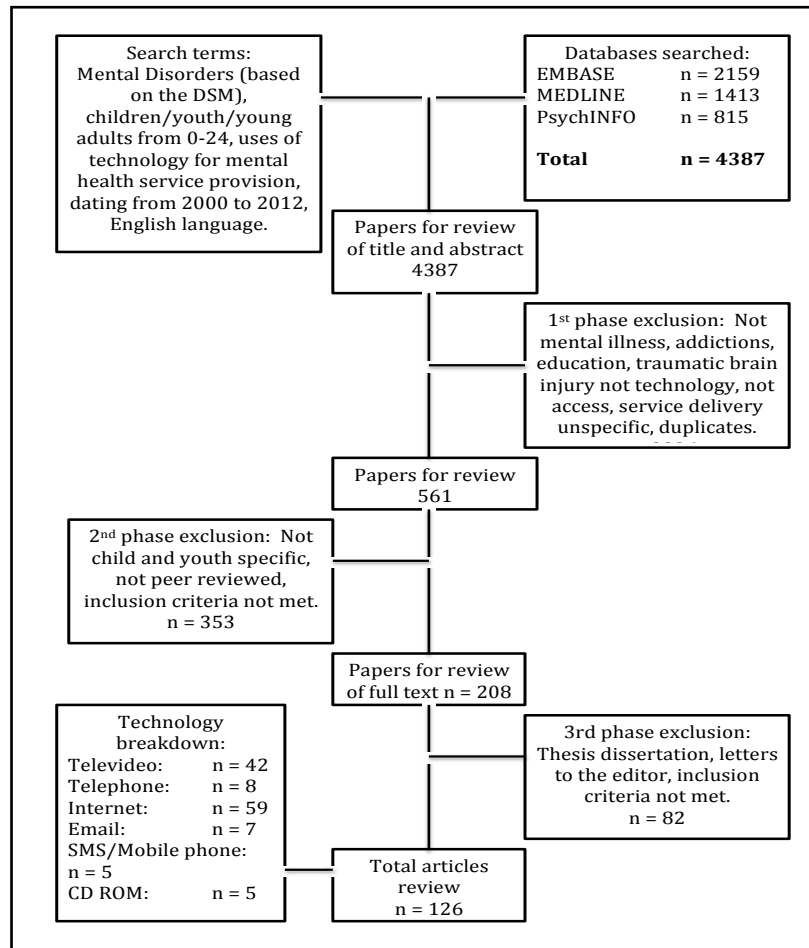 Search terms:
Mental Disorders (based
on the DSM),
children/youth/young
adults from 0-24, uses of
technology for mental
health service provision,
dating from 2000 to 2012,
English language.
Databases searched:
EMBASE n = 2159
MEDLINE n = 1413
PsychINFO n = 815
Total n = 4387
Papers for review
of title and abstract
4387
1st phase exclusion: Not
mental illness, addictions,
education, traumatic brain
injury not technology, not
access, service delivery
unspecific, duplicates.
Papers for review
561
2nd phase exclusion: Not
child and youth specific,
not peer reviewed,
inclusion criteria not met.
n = 353
Papers for review
of full text n = 208
3rd phase exclusion:
Thesis dissertation, letters
to the editor, inclusion
criteria not met.
n = 82
Technology
breakdown:
Televideo: n = 42
Telephone: n = 8
Internet: n = 59
Email: n = 7
SMS/Mobile phone:
n = 5
CD ROM: n = 5
Total articles
review
n = 126